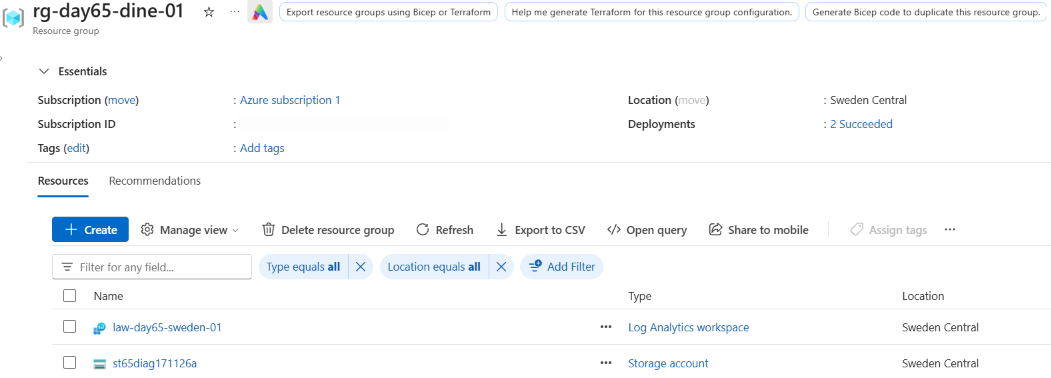 rg-day65-dine-01 ☆ ... Export resource groups using Bicep or Terraform Help me generate Terraform for this resource group configuration. Generate Bicep code to duplicate this resource group.
Resource group
Essentials
Subscription (move) : Azure subscription 1 Location (move) : Sweden Central
Subscription ID : Deployments : 2 Succeeded
Tags (edit) : Add tags
Resources Recommendations
+ Create Manage view Delete resource group Refresh Export to CSV Open query Share to mobile Assign tags ...
Filter for any field... Type equals all × Location equals all × Add Filter
Name Type Location
law-day65-sweden-01 ... Log Analytics workspace Sweden Central
st65diag171126a ... Storage account Sweden Central